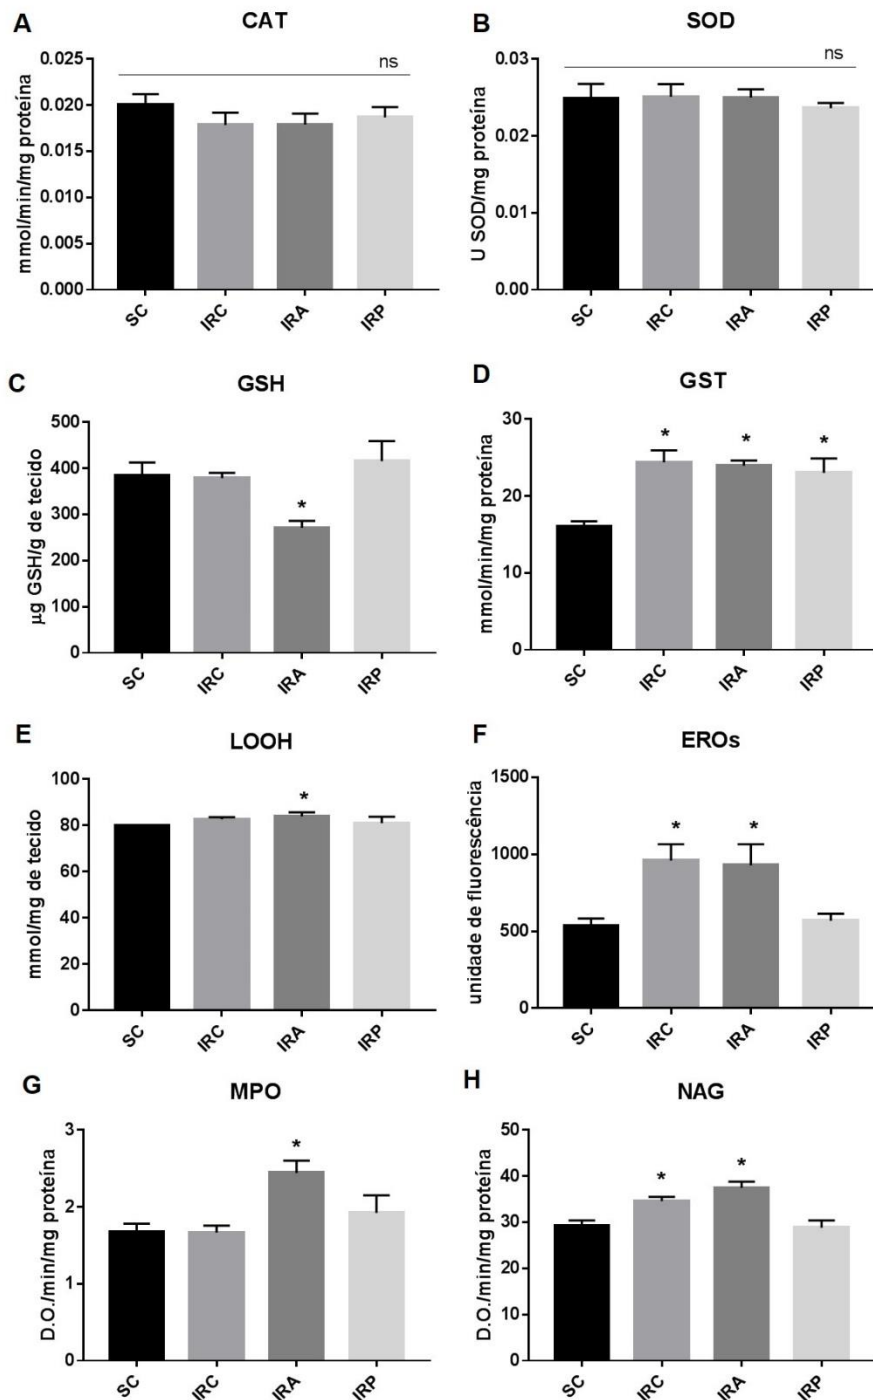 A
CAT
mmol/min/mg proteína
0.025
0.020
0.015
0.010
0.005
0.000
ns
SC
IRC
IRA
IRP
B
SOD
U SOD/mg proteína
0.03
0.02
0.01
0.00
ns
SC
IRC
IRA
IRP
C
GSH
µg GSH/g de tecido
500
400
300
200
100
0
*
SC
IRC
IRA
IRP
D
GST
mmol/min/mg proteína
30
20
10
0
*
*
*
SC
IRC
IRA
IRP
E
LOOH
mmol/mg de tecido
100
80
60
40
20
0
*
SC
IRC
IRA
IRP
F
EROs
unidade de fluorescência
1500
1000
500
0
*
*
SC
IRC
IRA
IRP
G
MPO
D.O./min/mg proteína
3
2
1
0
*
SC
IRC
IRA
IRP
H
NAG
D.O./min/mg proteína
50
40
30
20
10
0
*
*
SC
IRC
IRA
IRP